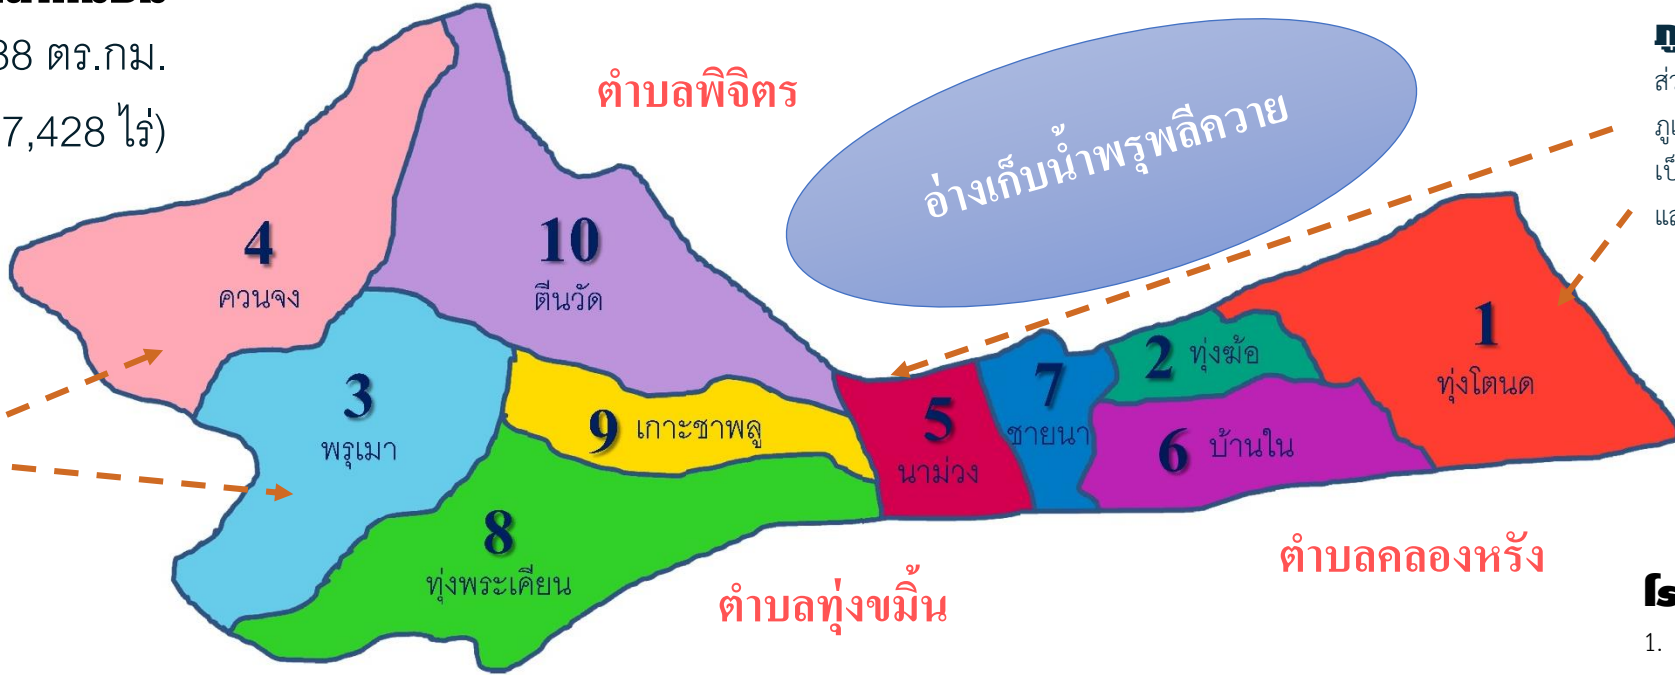 38 ตร.กม.
7,428 ไร่)
ตำบลพิจิตร
อ่างเก็บน้ำพรุพลีควาย
4
ควนจง
10
ตีนวัด
3
พรุเมา
9 เกาะชาพลู
5
นาม่วง
7
ชายนา
2 ทุ่งฆ้อ
1
ทุ่งโตนด
6 บ้านใน
8
ทุ่งพระเคียน
ตำบลทุ่งขมิ้น
ตำบลคลองหรัง
1.